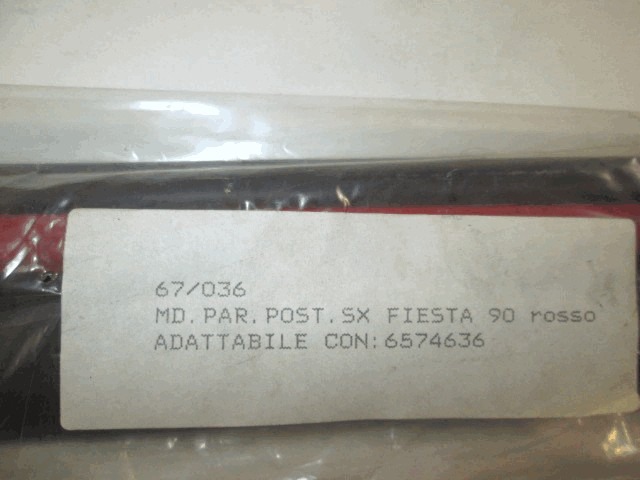 67/036
MD.PAR.POST.SX FIESTA 90 rosso
ADATTABILE CON:6574636